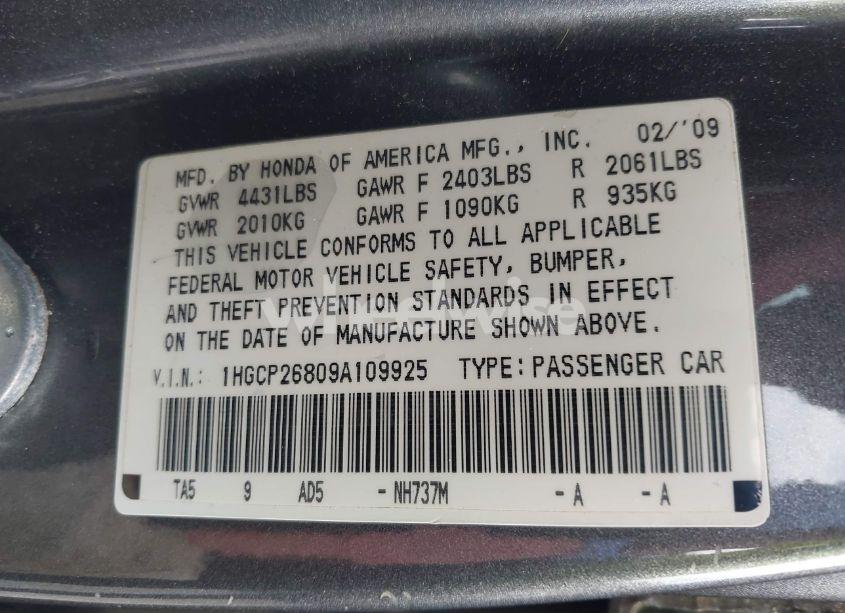 MFD. BY HONDA OF AMERICA MFG., INC. 02/'09
GVWR 4431LBS GAWR F 2403LBS R 2061LBS
GVWR 2010KG GAWR F 1090KG R 935KG
THIS VEHICLE CONFORMS TO ALL APPLICABLE
FEDERAL MOTOR VEHICLE SAFETY, BUMPER,
AND THEFT PREVENTION STANDARDS IN EFFECT
ON THE DATE OF MANUFACTURE SHOWN ABOVE.
wheelwise
V.I.N.: 1HGCP26809A109925 TYPE: PASSENGER CAR
TA5 9 AD5 - NH737M - A - A